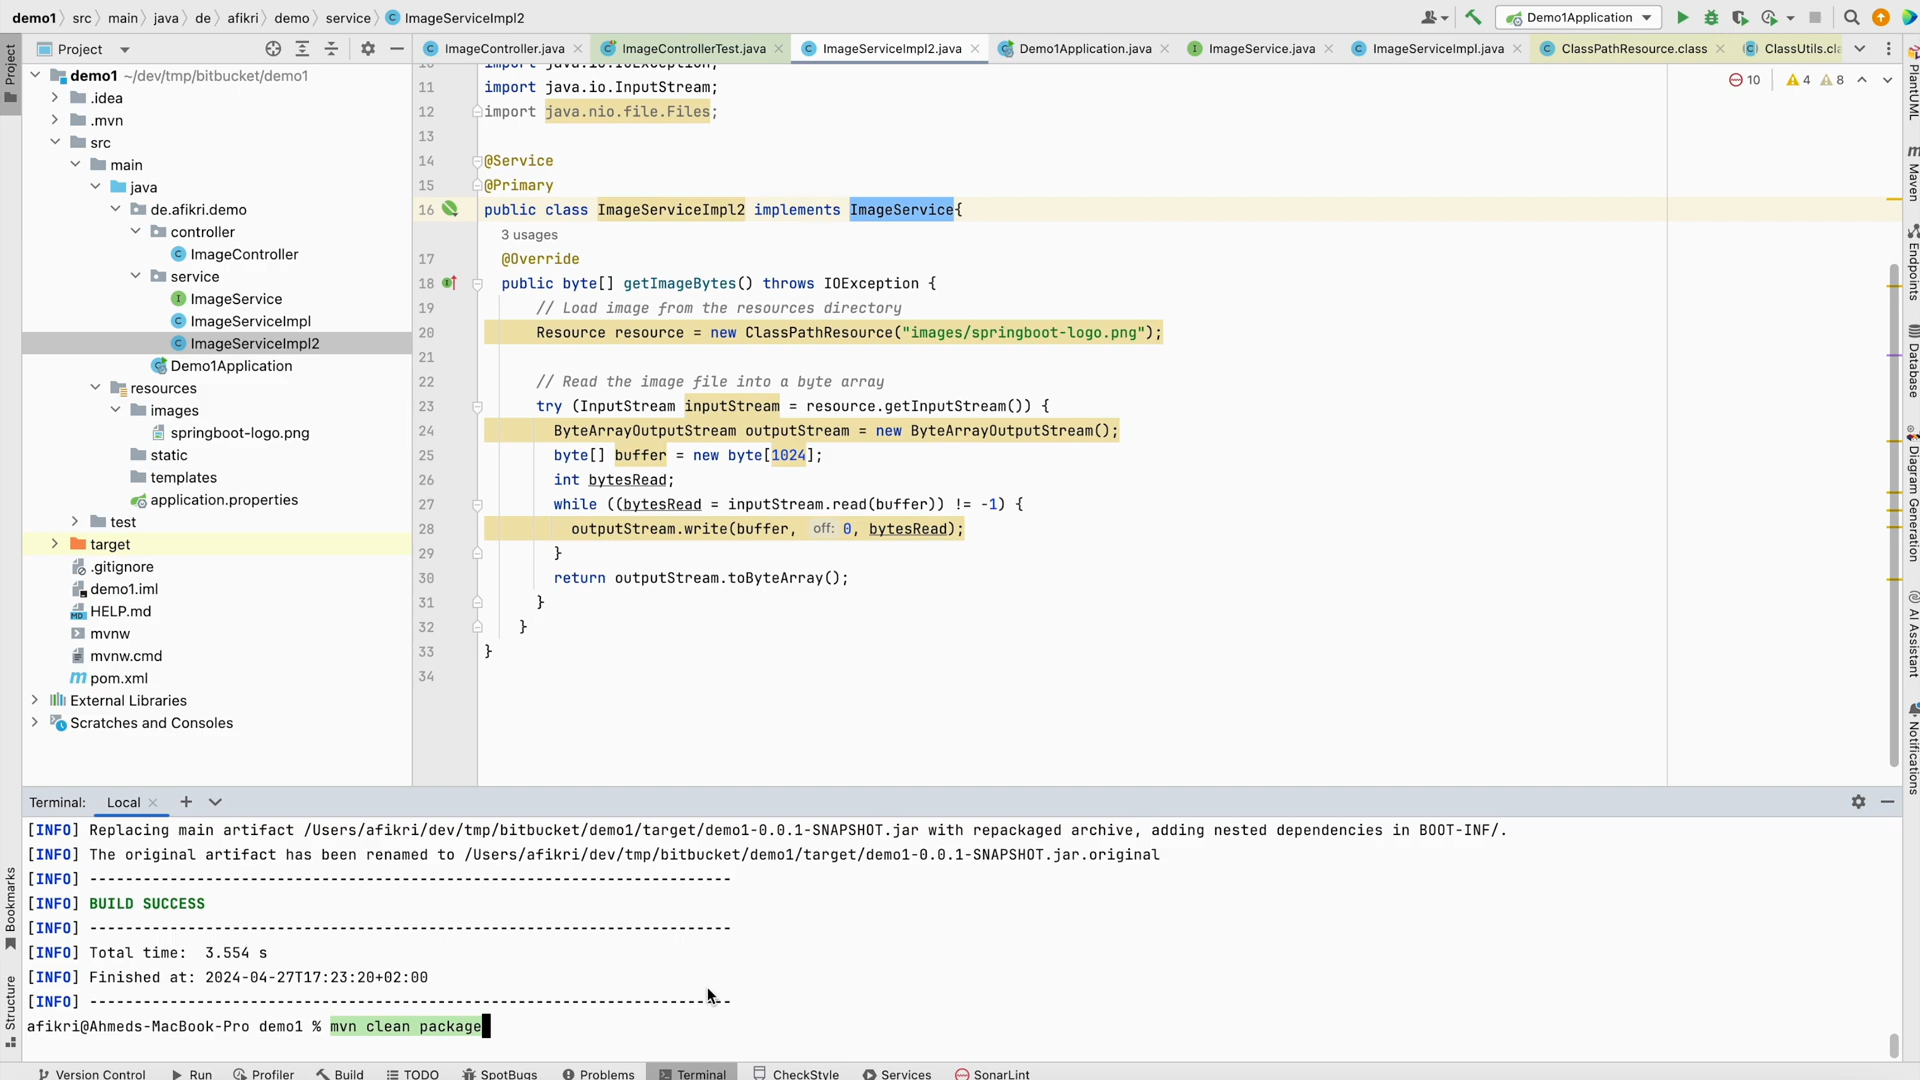 demo1 src main java de afikri demo service ImageServiceImpl2
Demo1Application
Project
ImageController.java
ImageControllerTest.java
ImageServiceImpl2.java
Demo1Application.java
ImageService.java
ImageServiceImpl.java
ClassPathResource.class
ClassUtils.cl
Project
demo1 ~/dev/tmp/bitbucket/demo1
.idea
.mvn
src
main
java
de.afikri.demo
controller
ImageController
service
ImageService
ImageServiceImpl
ImageServiceImpl2
Demo1Application
resources
images
springboot-logo.png
static
templates
application.properties
test
target
.gitignore
demo1.iml
HELP.md
mvnw
mvnw.cmd
pom.xml
External Libraries
Scratches and Consoles
10 4 8
import java.io.IOException;
11 import java.io.InputStream;
12 import java.nio.file.Files;
13
14 @Service
15 @Primary
16 public class ImageServiceImpl2 implements ImageService{
3 usages
17 @Override
18 public byte[] getImageBytes() throws IOException {
19 // Load image from the resources directory
20 Resource resource = new ClassPathResource("images/springboot-logo.png");
21
22 // Read the image file into a byte array
23 try (InputStream inputStream = resource.getInputStream()) {
24 ByteArrayOutputStream outputStream = new ByteArrayOutputStream();
25 byte[] buffer = new byte[1024];
26 int bytesRead;
27 while ((bytesRead = inputStream.read(buffer)) != -1) {
28 outputStream.write(buffer, off: 0, bytesRead);
29 }
30 return outputStream.toByteArray();
31 }
32 }
33 }
34
PlantUML
Maven
Endpoints
Database
Diagram Generation
AI Assistant
Notifications
Bookmarks
Structure
Terminal: Local
[INFO] Replacing main artifact /Users/afikri/dev/tmp/bitbucket/demo1/target/demo1-0.0.1-SNAPSHOT.jar with repackaged archive, adding nested dependencies in BOOT-INF/.
[INFO] The original artifact has been renamed to /Users/afikri/dev/tmp/bitbucket/demo1/target/demo1-0.0.1-SNAPSHOT.jar.original
[INFO] ------------------------------------------------------------------------
[INFO] BUILD SUCCESS
[INFO] ------------------------------------------------------------------------
[INFO] Total time:  3.554 s
[INFO] Finished at: 2024-04-27T17:23:20+02:00
[INFO] ------------------------------------------------------------------------
afikri@Ahmeds-MacBook-Pro demo1 % mvn clean package
Version Control Run Profiler Build TODO SpotBugs Problems Terminal CheckStyle Services SonarLint